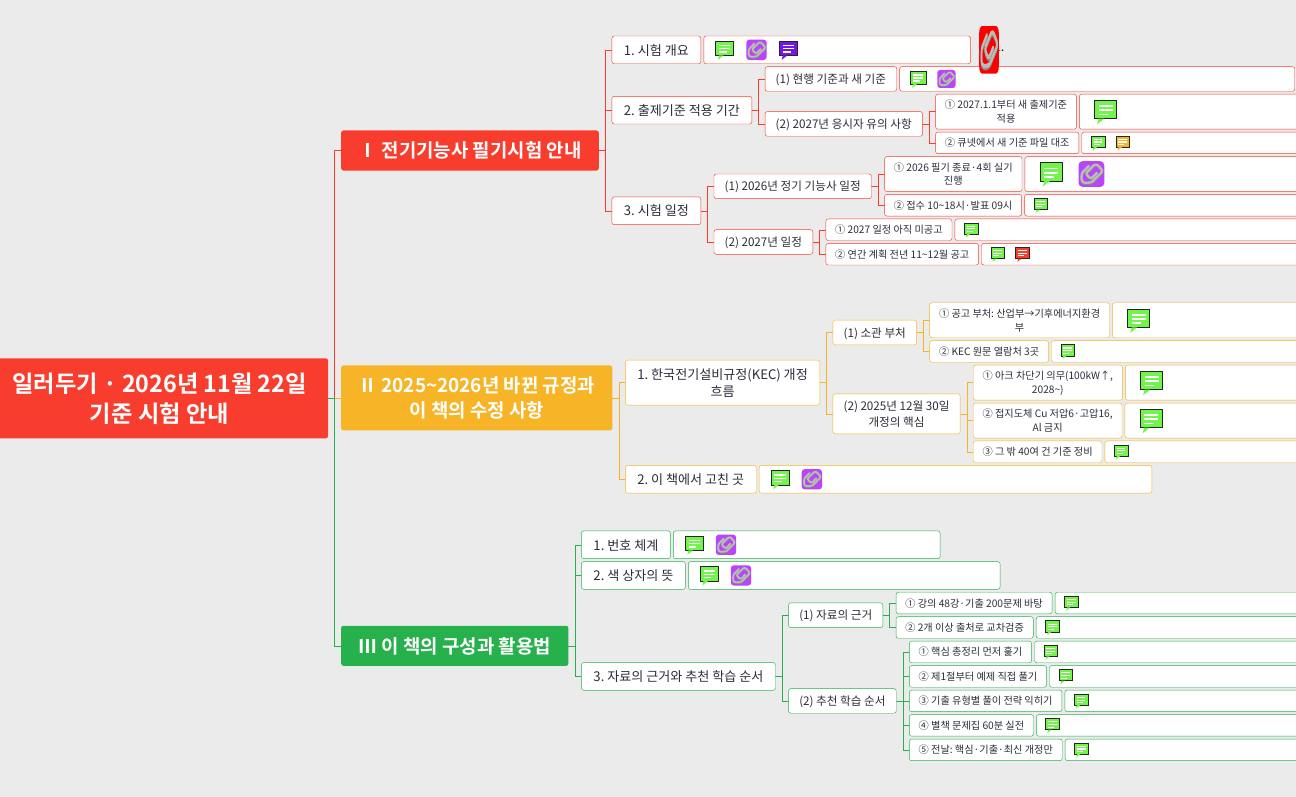 일러두기 · 2026년 11월 22일
기준 시험 안내
Ⅰ 전기기능사 필기시험 안내
1. 시험 개요
2. 출제기준 적용 기간
(1) 현행 기준과 새 기준
(2) 2027년 응시자 유의 사항
① 2027.1.1부터 새 출제기준
적용
② 큐넷에서 새 기준 파일 대조
3. 시험 일정
(1) 2026년 정기 기능사 일정
① 2026 필기 종료·4회 실기
진행
② 접수 10~18시·발표 09시
(2) 2027년 일정
① 2027 일정 아직 미공고
② 연간 계획 전년 11~12월 공고
Ⅱ 2025~2026년 바뀐 규정과
이 책의 수정 사항
1. 한국전기설비규정(KEC) 개정
흐름
(1) 소관 부처
① 공고 부처: 산업부→기후에너지환경
부
② KEC 원문 열람처 3곳
(2) 2025년 12월 30일
개정의 핵심
① 아크 차단기 의무(100kW↑,
2028~)
② 접지도체 Cu 저압6·고압16,
Al 금지
③ 그 밖 40여 건 기준 정비
2. 이 책에서 고친 곳
Ⅲ 이 책의 구성과 활용법
1. 번호 체계
2. 색 상자의 뜻
3. 자료의 근거와 추천 학습 순서
(1) 자료의 근거
① 강의 48강·기출 200문제 바탕
② 2개 이상 출처로 교차검증
(2) 추천 학습 순서
① 핵심 총정리 먼저 훑기
② 제1절부터 예제 직접 풀기
③ 기출 유형별 풀이 전략 익히기
④ 별책 문제집 60분 실전
⑤ 전날: 핵심·기출·최신 개정만